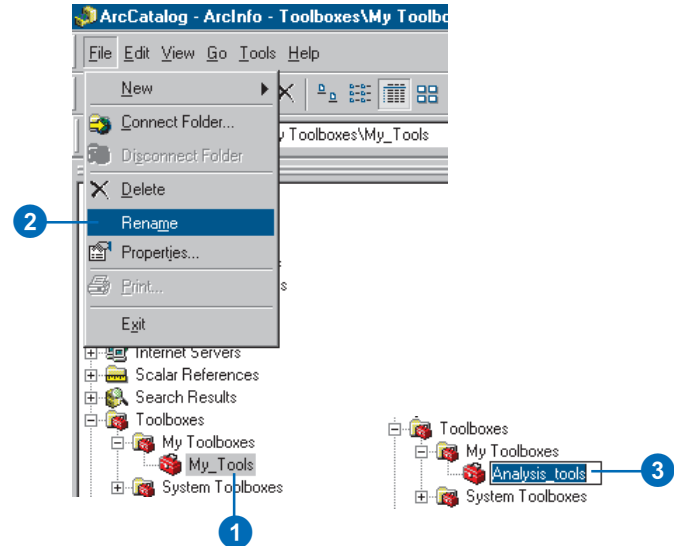 ArcCatalog - ArcInfo - Toolboxes\My Toolbo
File Edit View Go Tools Help
New
Connect Folder...
y Toolboxes\My_Tools
Disconnect Folder
Delete
2
Rename
Properties...
s
Print...
Exit
Internet Servers
Scalar References
Search Results
Toolboxes
My Toolboxes
My_Tools
System Toolboxes
1
Toolboxes
My Toolboxes
Analysis_tools
3
System Toolboxes